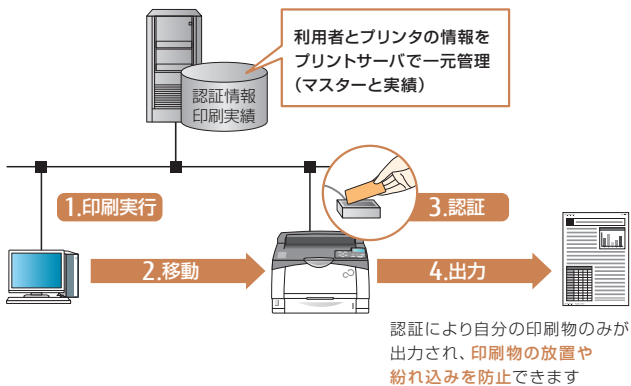 利用者とプリンタの情報を
プリントサーバで一元管理
（マスターと実績）
認証情報
印刷実績
1.印刷実行
3.認証
2.移動
4.出力
認証により自分の印刷物のみが
出力され、印刷物の放置や
紛れ込みを防止できます